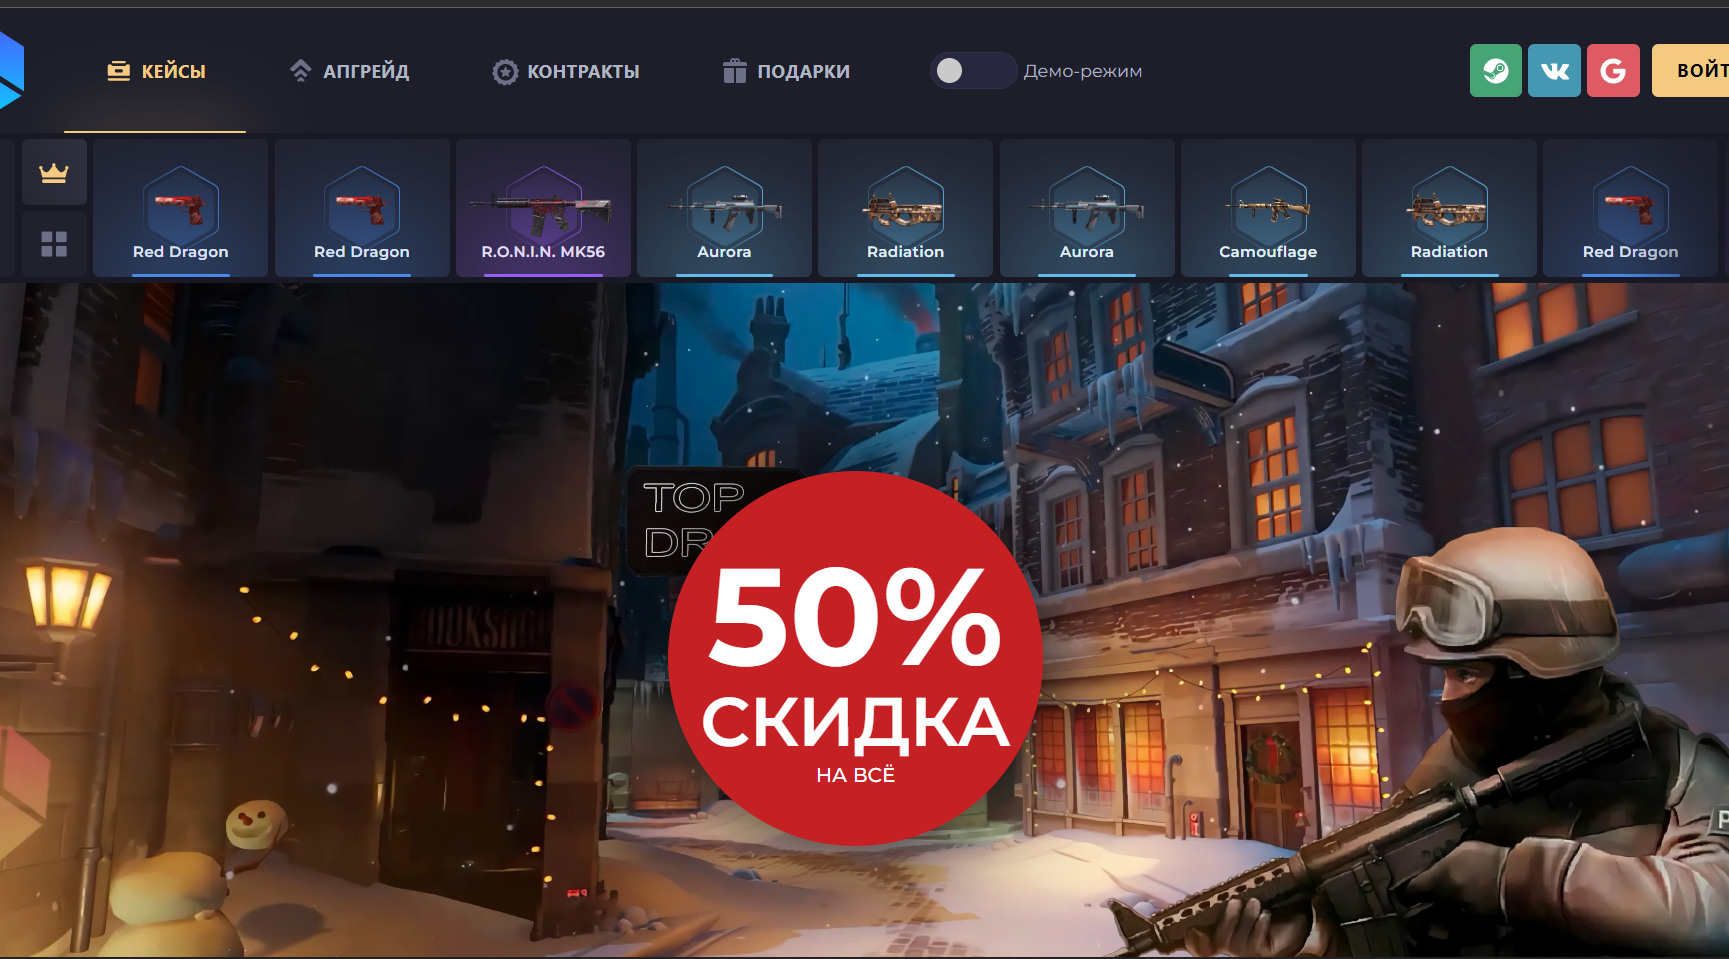 КЕЙСЫ
АПГРЕЙД
КОНТРАКТЫ
ПОДАРКИ
Демо-режим
ВОЙТ
Red Dragon
Red Dragon
R.O.N.I.N. MK56
Aurora
Radiation
Aurora
Camouflage
Radiation
Red Dragon
TOP
DR
50%
СКИДКА
НА ВСЁ